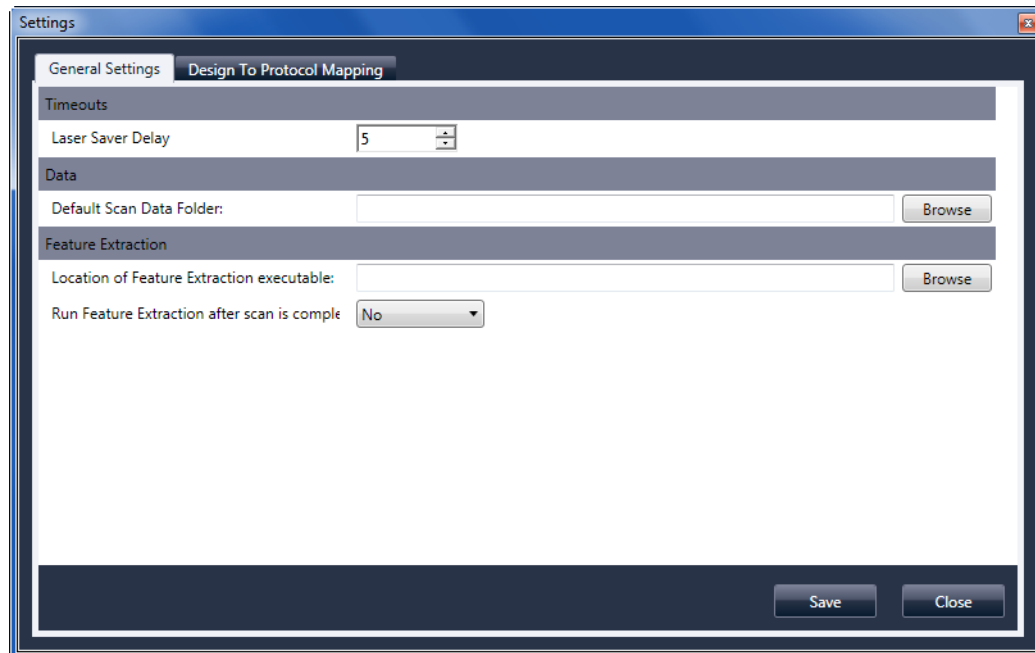 Settings
General Settings Design To Protocol Mapping
Timeouts
Laser Saver Delay 5
Data
Default Scan Data Folder: Browse
Feature Extraction
Location of Feature Extraction executable: Browse
Run Feature Extraction after scan is comple No
Save Close